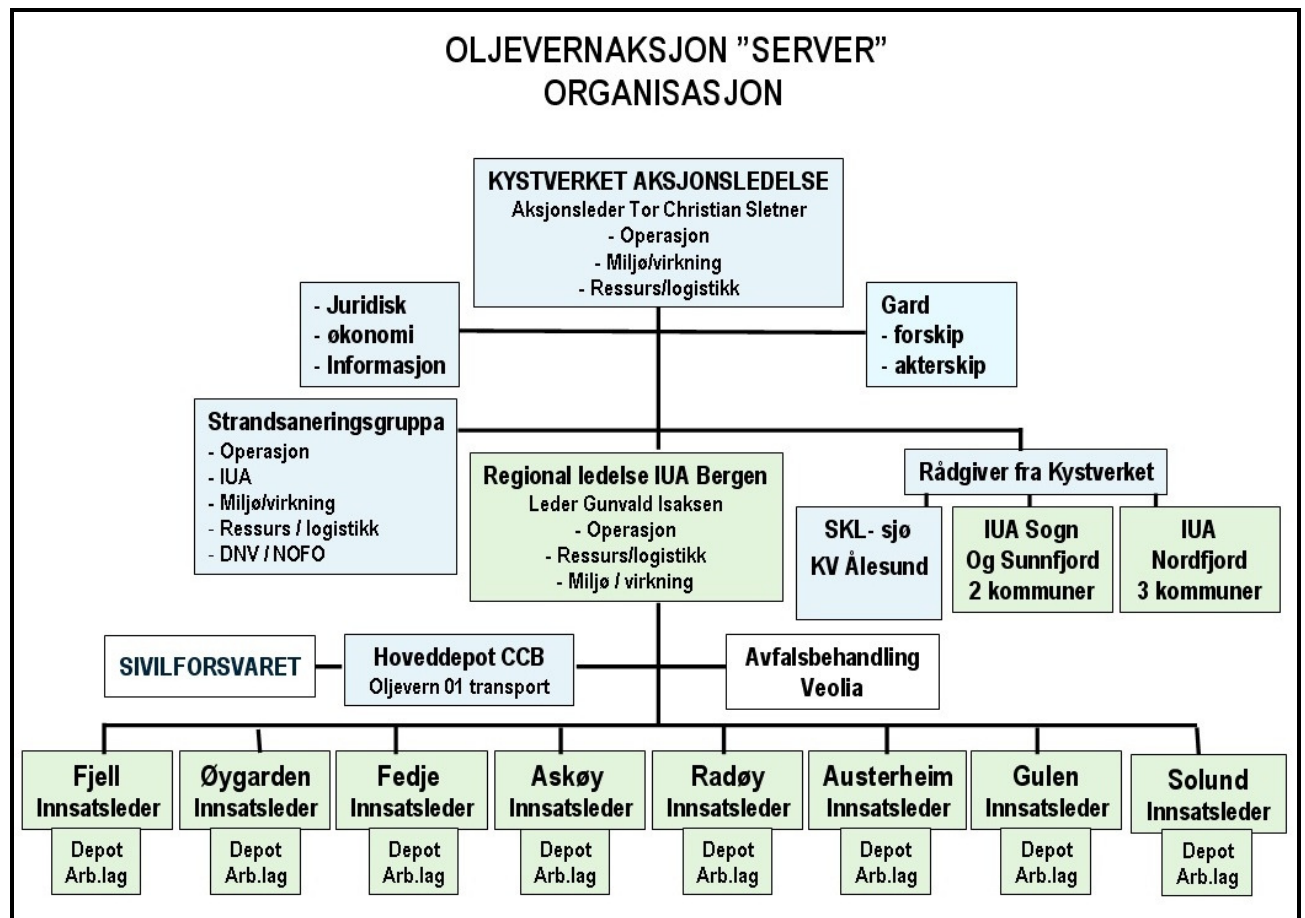 OLJEVERNAKSJON ”SERVER”
ORGANISASJON
KYSTVERKET AKSJONSLEDELSE
Aksjonsleder Tor Christian Sletner
- Operasjon
- Miljø/virkning
- Ressurs/logistikk
- Juridisk
- økonomi
- Informasjon
Gard
- forskip
- akterskip
Strandsaneringsgruppa
- Operasjon
- IUA
- Miljø/virkning
- Ressurs / logistikk
- DNV / NOFO
Regional ledelse IUA Bergen
Leder Gunvald Isaksen
- Operasjon
- Ressurs/logistikk
- Miljø / virkning
Rådgiver fra Kystverket
SKL- sjø
KV Ålesund
IUA Sogn
Og Sunnfjord
2 kommuner
IUA
Nordfjord
3 kommuner
SIVILFORSVARET
Hoveddepot CCB
Oljevern 01 transport
Avfalsbehandling
Veolia
Fjell
Innsatsleder
Depot
Arb.lag
Øygarden
Innsatsleder
Depot
Arb.lag
Fedje
Innsatsleder
Depot
Arb.lag
Askøy
Innsatsleder
Depot
Arb.lag
Radøy
Innsatsleder
Depot
Arb.lag
Austerheim
Innsatsleder
Depot
Arb.lag
Gulen
Innsatsleder
Depot
Arb.lag
Solund
Innsatsleder
Depot
Arb.lag